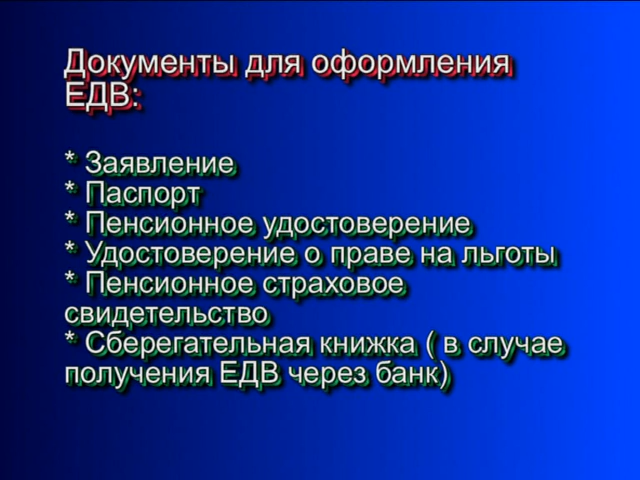 Документы для оформления
ЕДВ:
* Заявление
* Паспорт
* Пенсионное удостоверение
* Удостоверение о праве на льготы
* Пенсионное страховое
свидетельство
* Сберегательная книжка ( в случае
получения ЕДВ через банк)